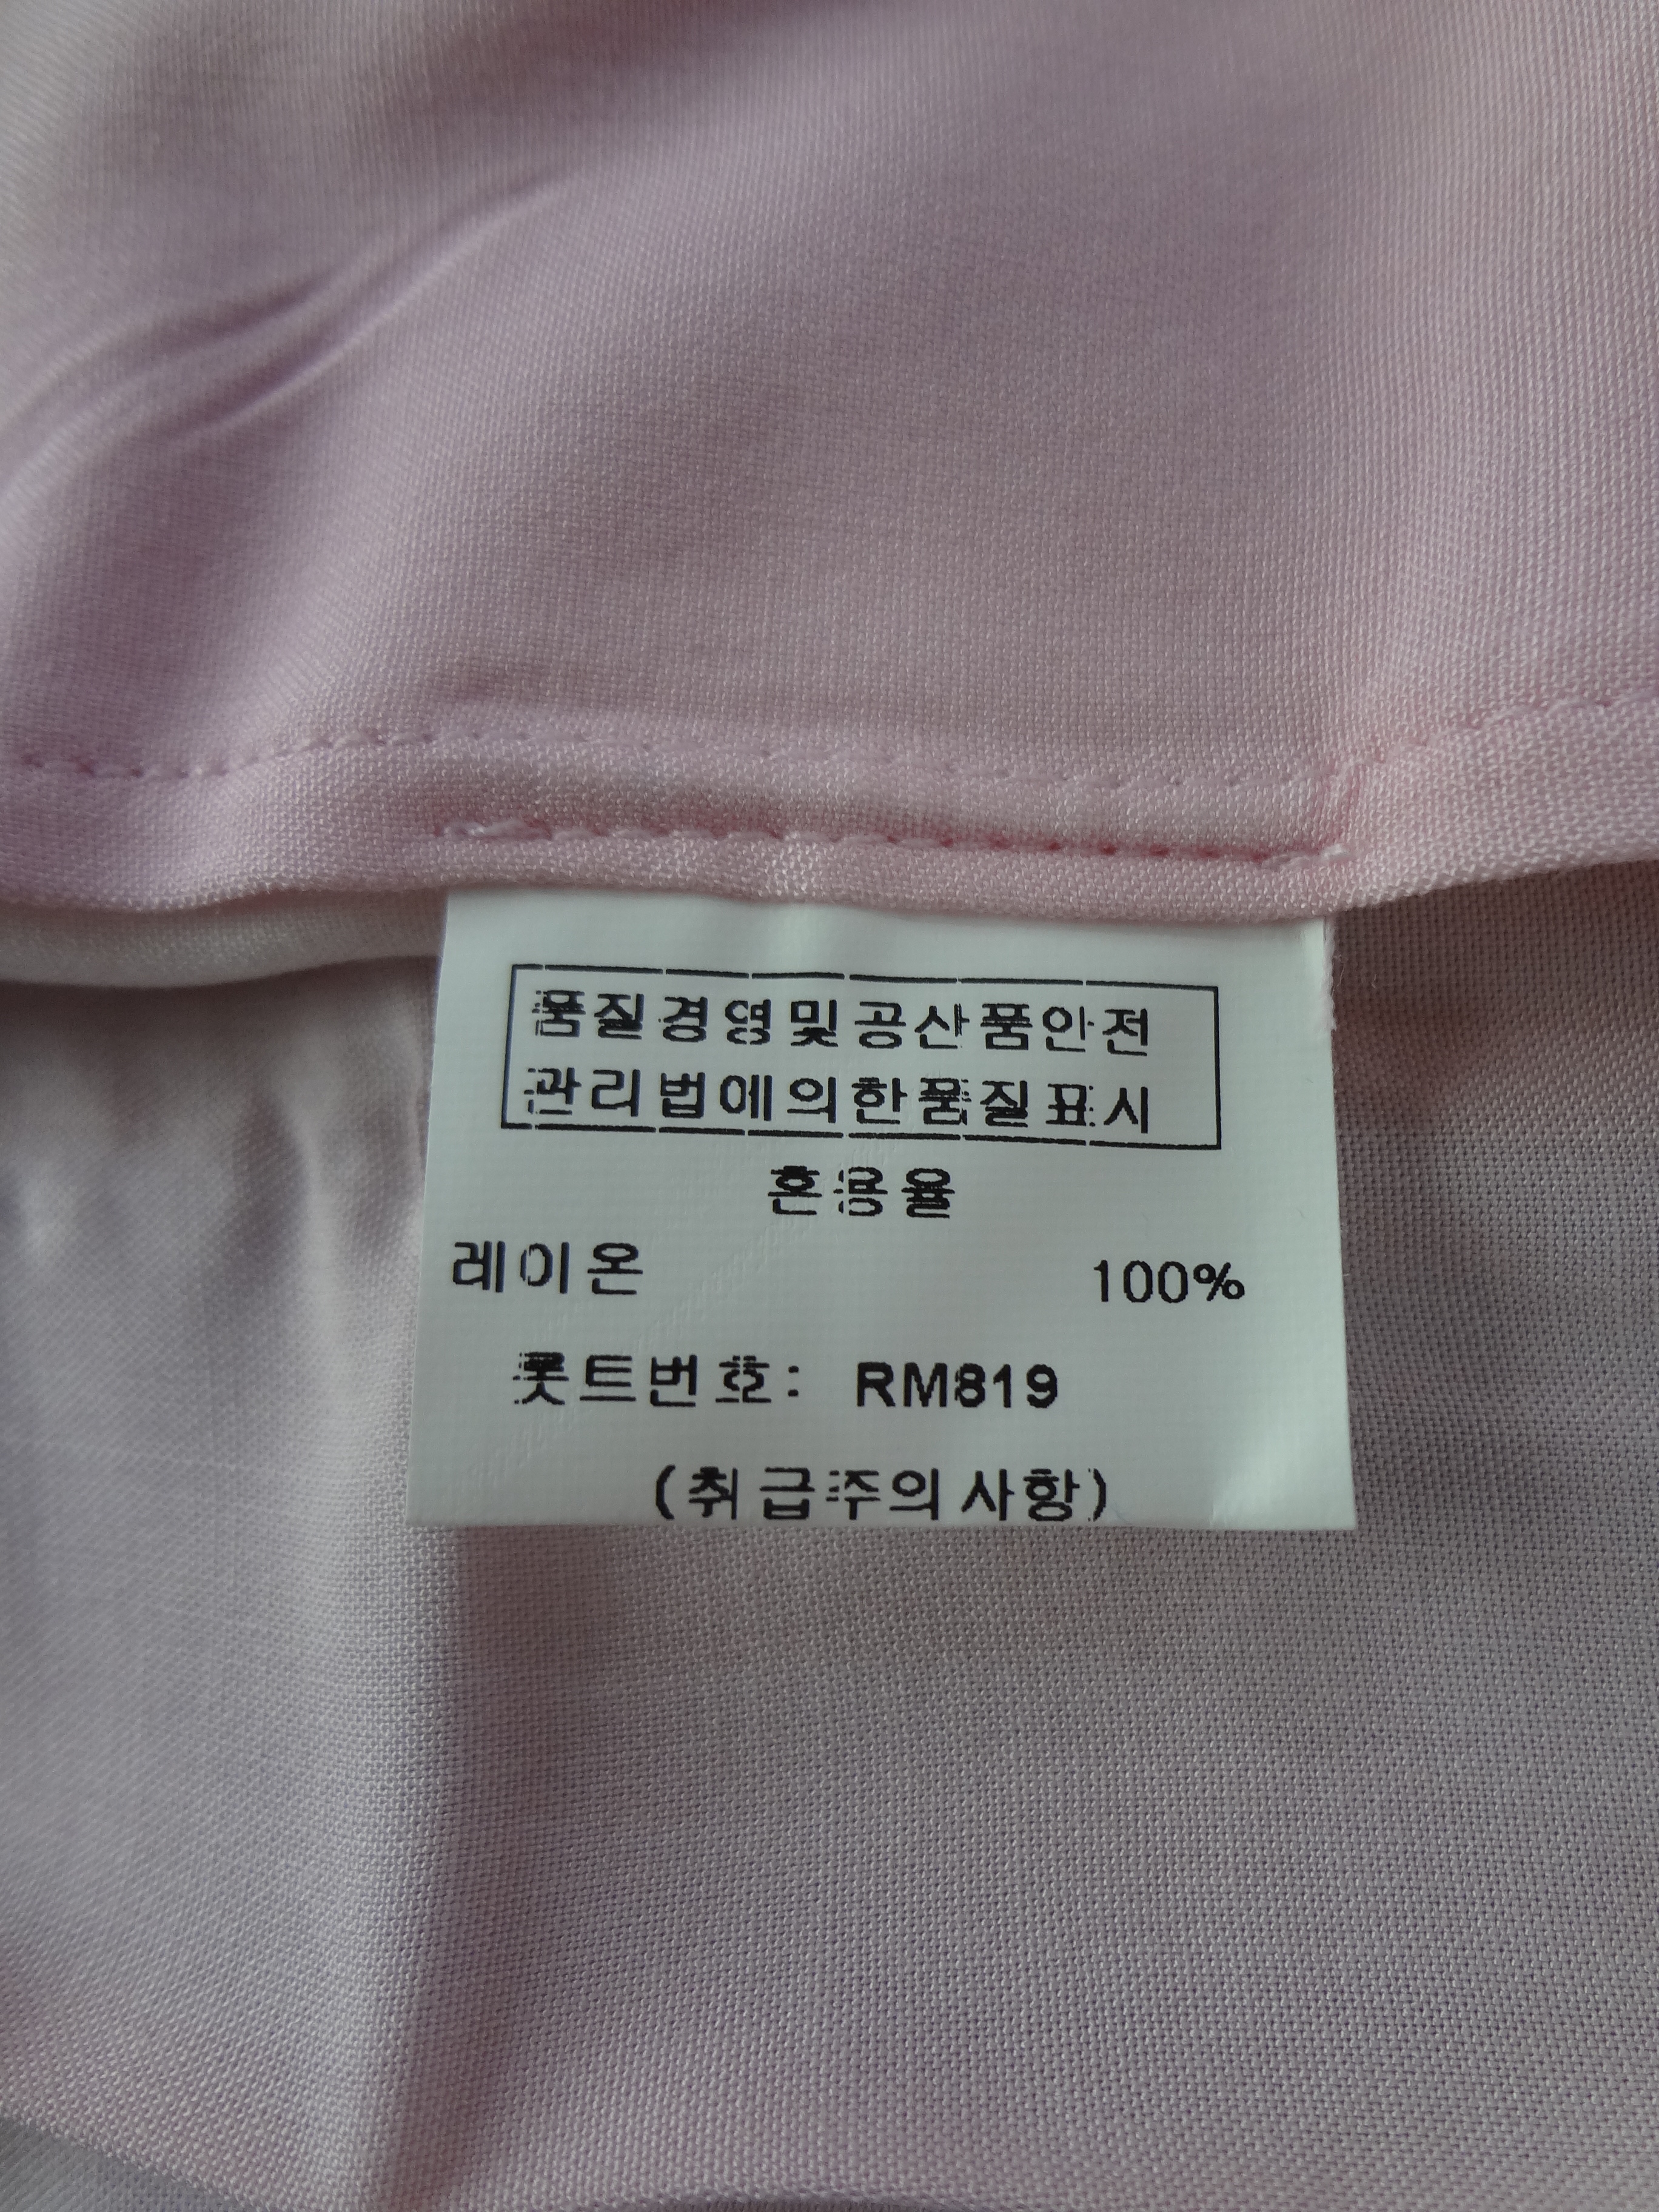 품질경영및공산품안전
관리법에의한품질표시
혼용율
레이온 100%
롯트번호: RM819
(취급주의사항)